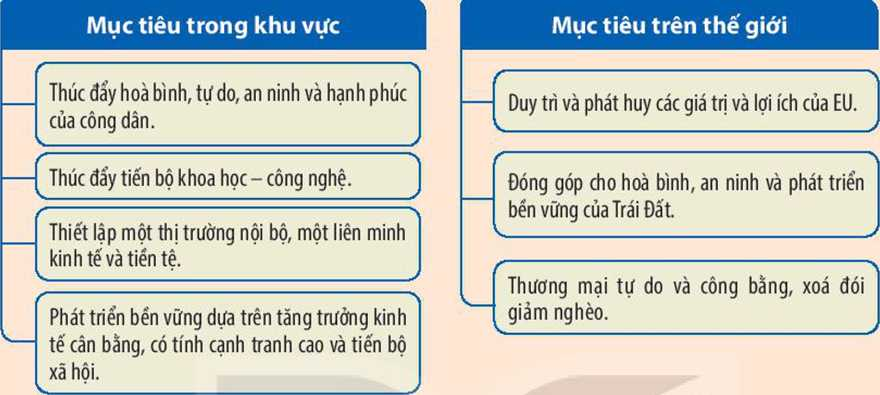 Mục tiêu trong khu vực
Thúc đẩy hoà bình, tự do, an ninh và hạnh phúc
của công dân.
Thúc đẩy tiến bộ khoa học – công nghệ.
Thiết lập một thị trường nội bộ, một liên minh
kinh tế và tiền tệ.
Phát triển bền vững dựa trên tăng trưởng kinh
tế cân bằng, có tính cạnh tranh cao và tiến bộ
xã hội.
Mục tiêu trên thế giới
Duy trì và phát huy các giá trị và lợi ích của EU.
Đóng góp cho hoà bình, an ninh và phát triển
bền vững của Trái Đất.
Thương mại tự do và công bằng, xoá đói
giảm nghèo.